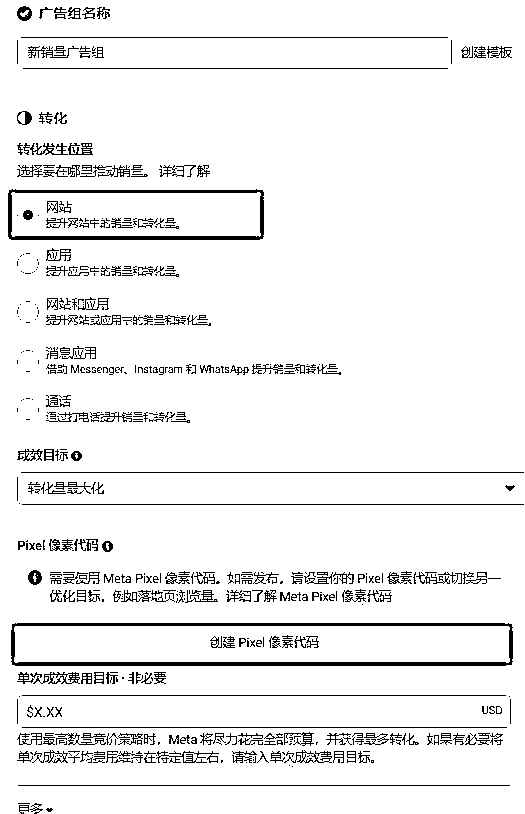 广告组名称
新销量广告组
创建模板
转化
转化发生位置
选择要在哪里推动销量。 详细了解
网站
提升网站中的销量和转化量。
应用
提升应用中的销量和转化量。
网站和应用
提升网站或应用中的销量和转化量。
消息应用
借助 Messenger、Instagram 和 WhatsApp 提升销量和转化量。
通话
通过打电话提升销量和转化量。
成效目标
转化量最大化
Pixel 像素代码
需要使用 Meta Pixel 像素代码。如需发布，请设置你的 Pixel 像素代码或切换另一
优化目标，例如落地页浏览量。详细了解 Meta Pixel 像素代码
创建 Pixel 像素代码
单次成效费用目标 · 非必要
$X.XX
USD
使用最高数量竞价策略时，Meta 将尽力花完全部预算，并获得最多转化。如果有必要将
单次成效平均费用维持在特定值左右，请输入单次成效费用目标。
更多